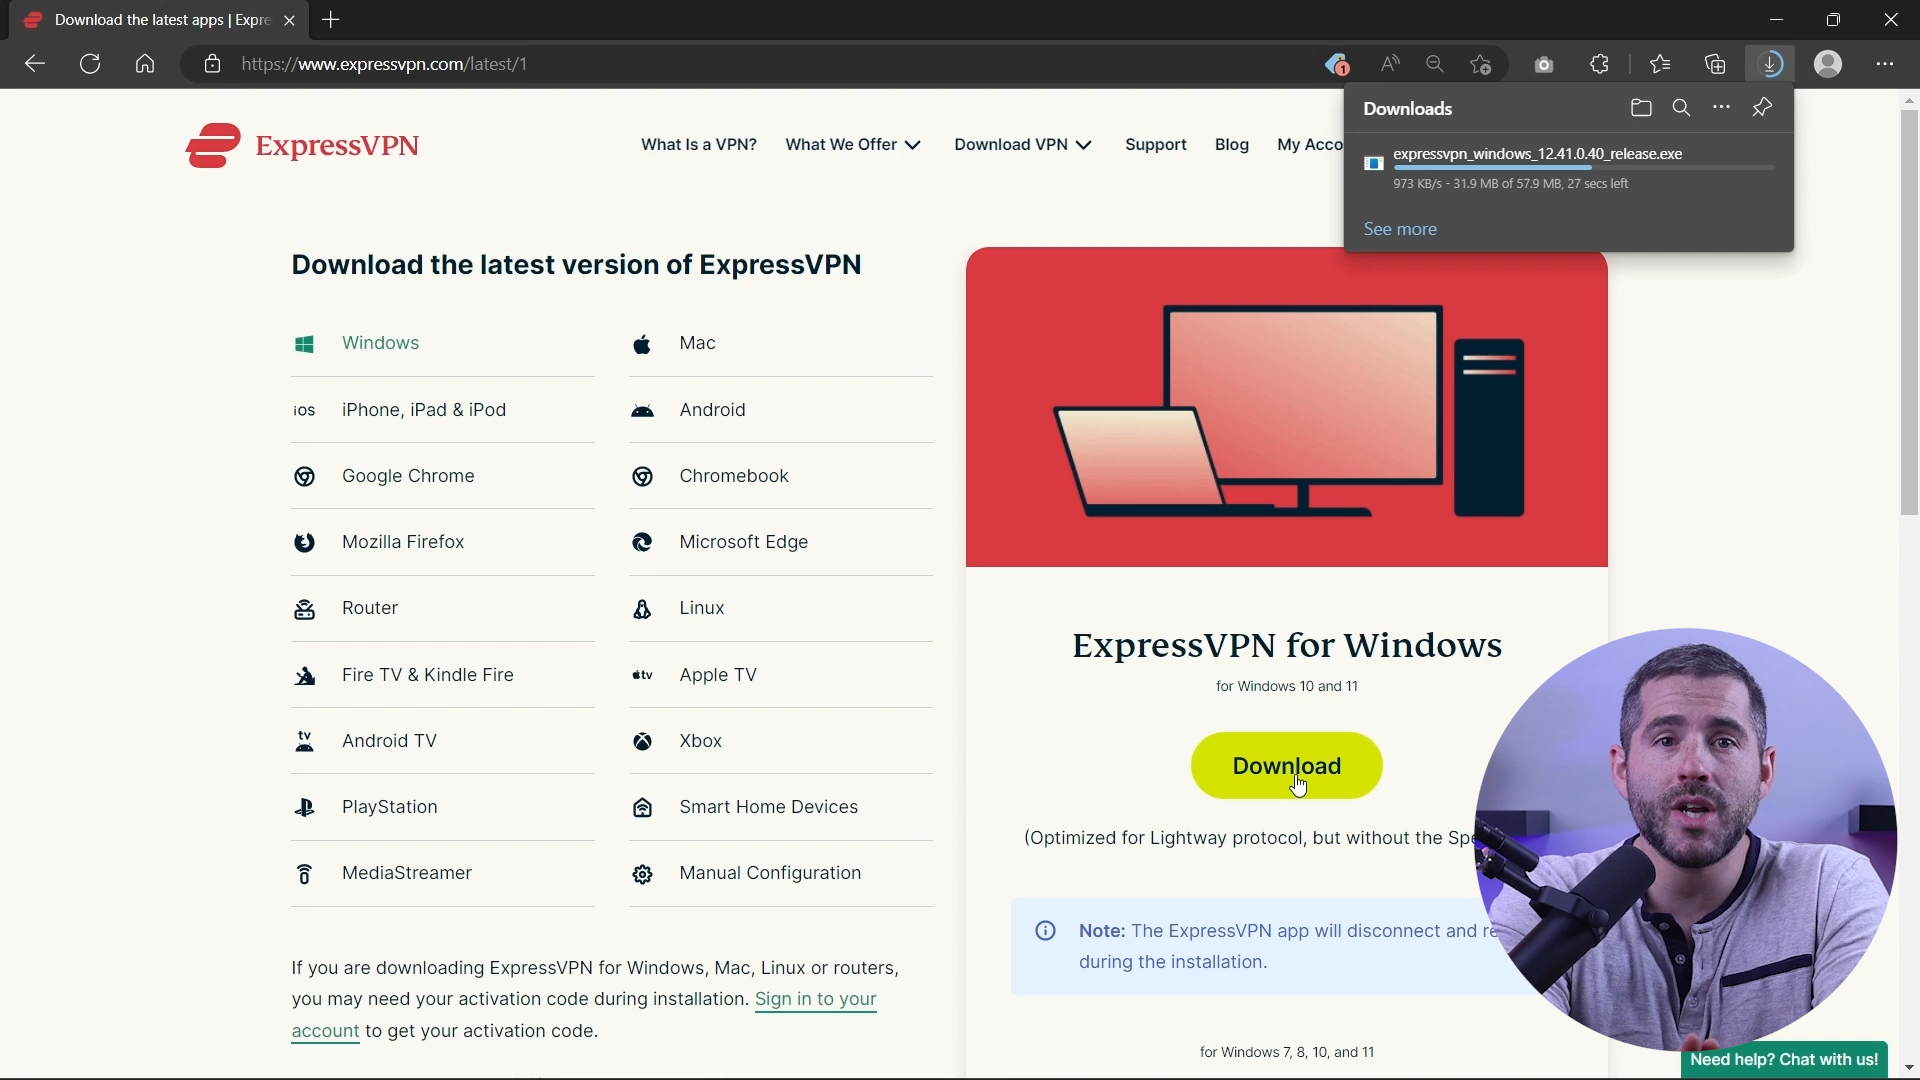 Download the latest apps | Expre
https://www.expressvpn.com/latest/1
1
Downloads
expressvpn_windows_12.41.0.40_release.exe
973 KB/s - 31.9 MB of 57.9 MB, 27 secs left
See more
ExpressVPN
What Is a VPN?
What We Offer
Download VPN
Support
Blog
My Acco
Download the latest version of ExpressVPN
Windows
Mac
iOS
iPhone, iPad & iPod
Android
Google Chrome
Chromebook
Mozilla Firefox
Microsoft Edge
Router
Linux
Fire TV & Kindle Fire
tv
Apple TV
tv
Android TV
Xbox
PlayStation
Smart Home Devices
MediaStreamer
Manual Configuration
If you are downloading ExpressVPN for Windows, Mac, Linux or routers,
you may need your activation code during installation. Sign in to your
account to get your activation code.
ExpressVPN for Windows
for Windows 10 and 11
Download
(Optimized for Lightway protocol, but without the Spe
Note: The ExpressVPN app will disconnect and re
during the installation.
for Windows 7, 8, 10, and 11
Need help? Chat with us!